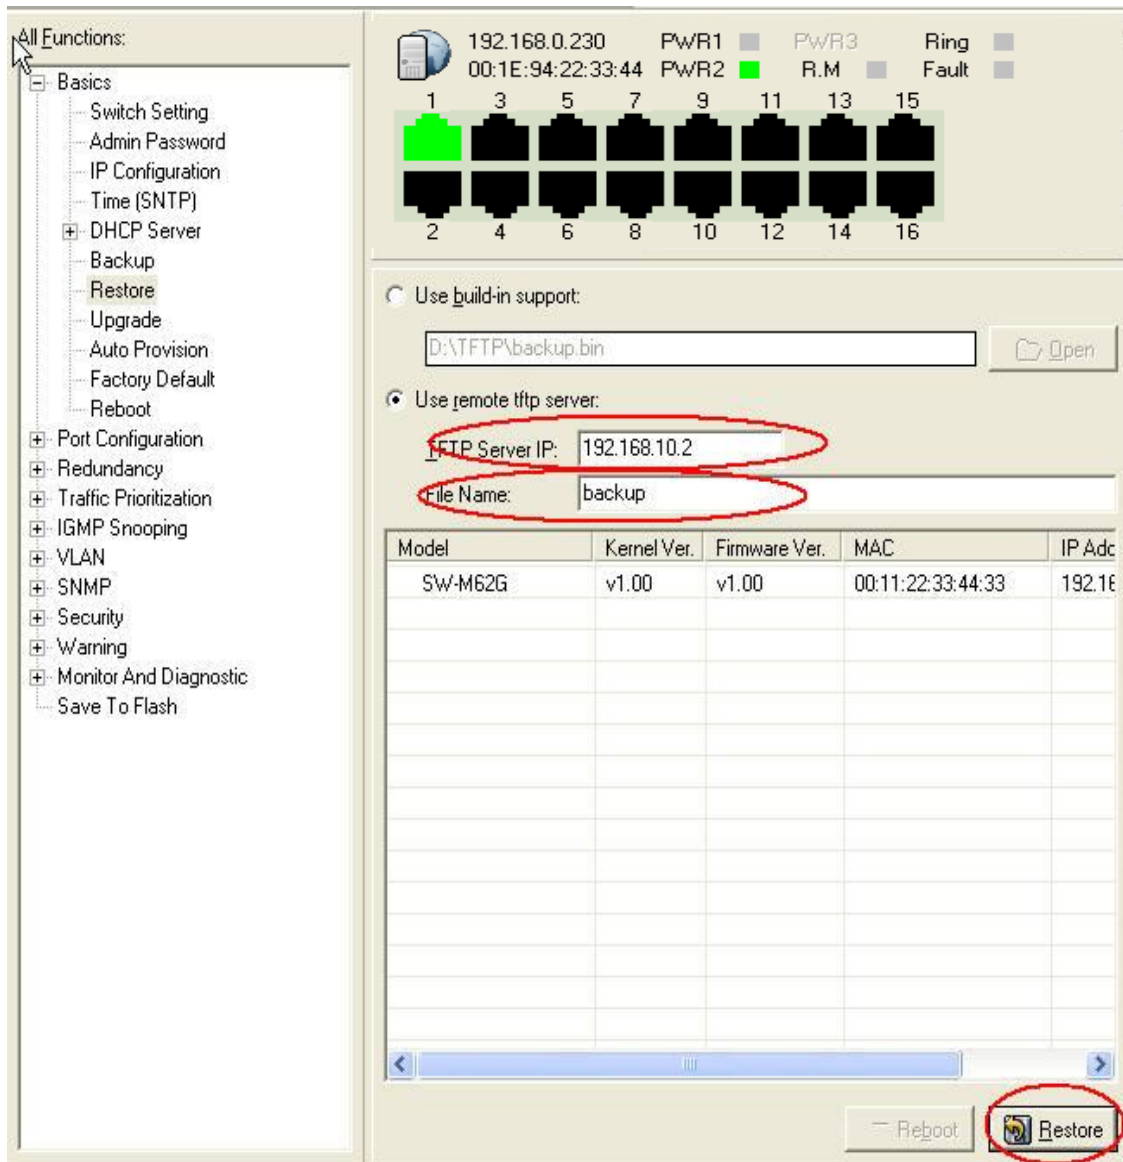 All Functions:
Basics
Switch Setting
Admin Password
IP Configuration
Time (SNTP)
DHCP Server
Backup
Restore
Upgrade
Auto Provision
Factory Default
Reboot
Port Configuration
Redundancy
Traffic Prioritization
IGMP Snooping
VLAN
SNMP
Security
Warning
Monitor And Diagnostic
Save To Flash
192.168.0.230 PWR1 PWR3 Ring
00:1E:94:22:33:44 PWR2 R.M Fault
1 3 5 7 9 11 13 15
2 4 6 8 10 12 14 16
Use build-in support:
D:\TFTP\backup.bin Open
Use remote tftp server:
TFTP Server IP: 192.168.10.2
File Name: backup
Model Kernel Ver. Firmware Ver. MAC IP Adc
SW-M62G v1.00 v1.00 00:11:22:33:44:33 192.16
Reboot Restore